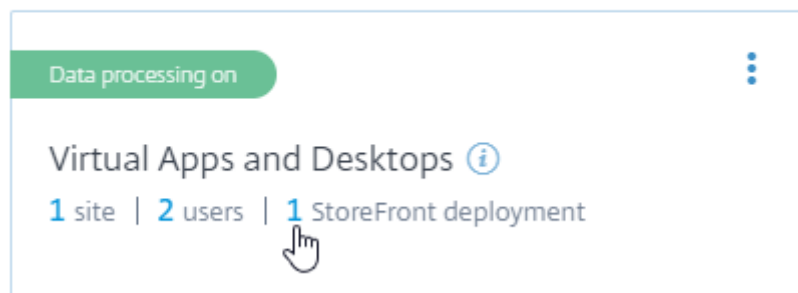 Data processing on
Virtual Apps and Desktops i
1 site | 2 users | 1 StoreFront deployment